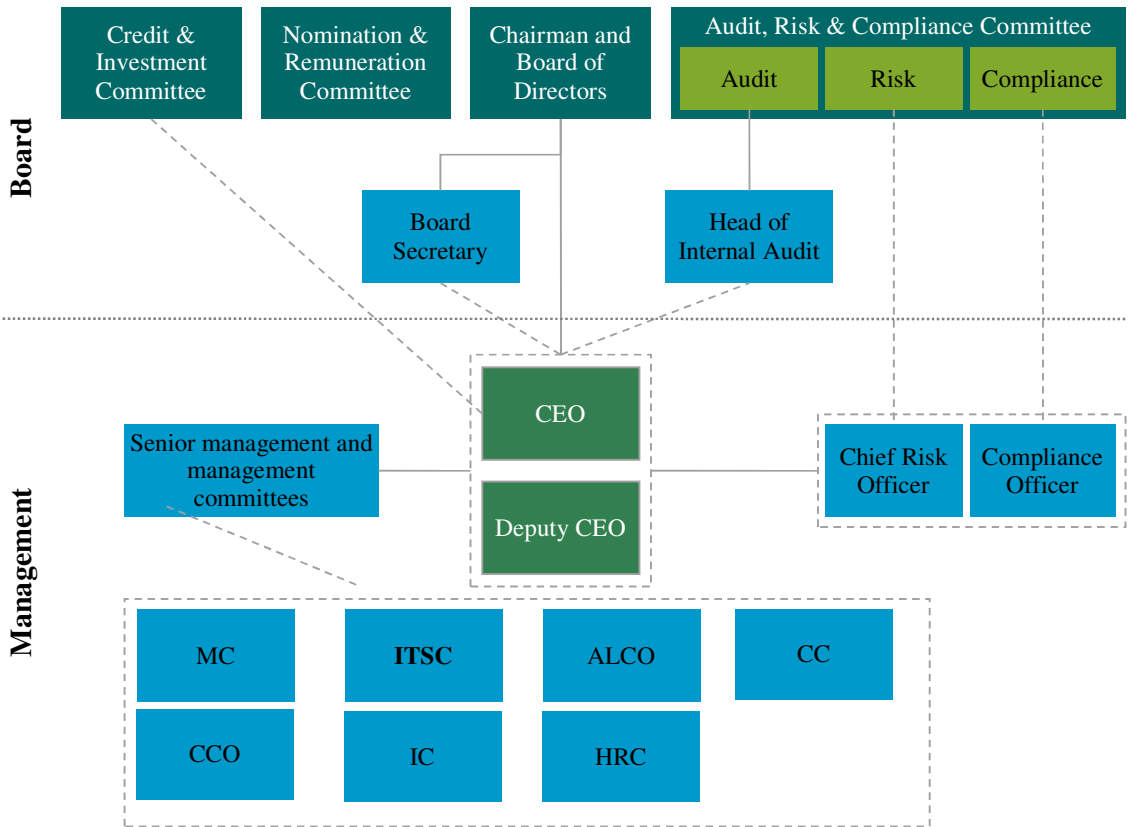 Credit &
Investment
Committee
Nomination &
Remuneration
Committee
Chairman and
Board of
Directors
Audit, Risk & Compliance Committee
Audit
Risk
Compliance
Board
Board
Secretary
Head of
Internal Audit
CEO
Senior management and
management
committees
Chief Risk
Officer
Compliance
Officer
Deputy CEO
Management
MC
ITSC
ALCO
CC
CCO
IC
HRC